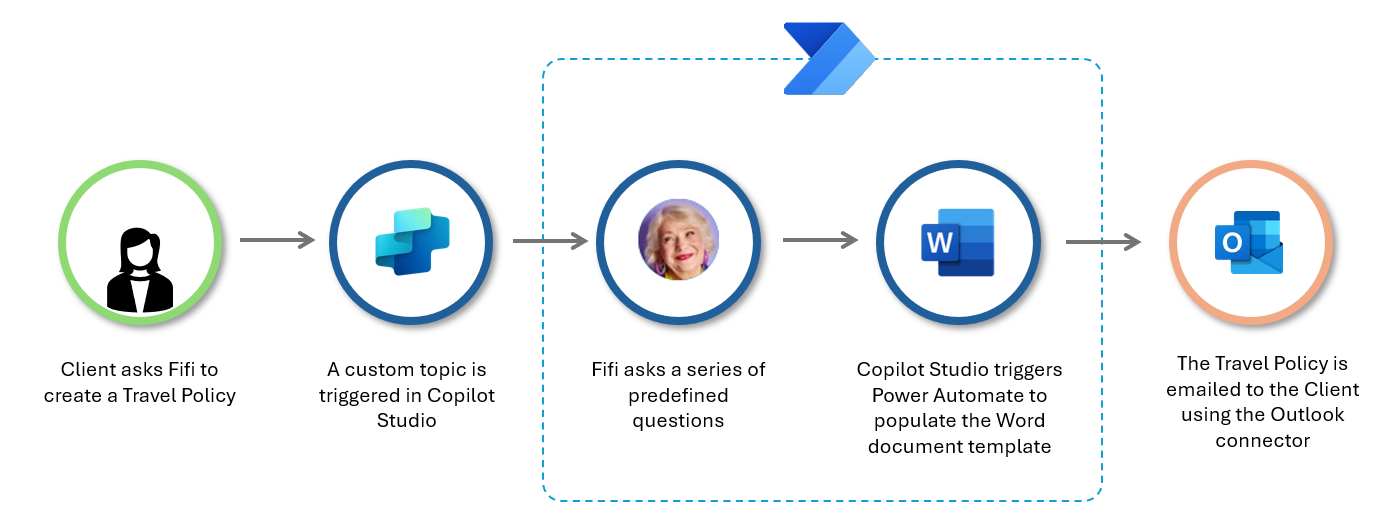 W
O
Client asks Fifi to
create a Travel Policy
A custom topic is
triggered in Copilot
Studio
Fifi asks a series of
predefined
questions
Copilot Studio triggers
Power Automate to
populate the Word
document template
The Travel Policy is
emailed to the Client
using the Outlook
connector